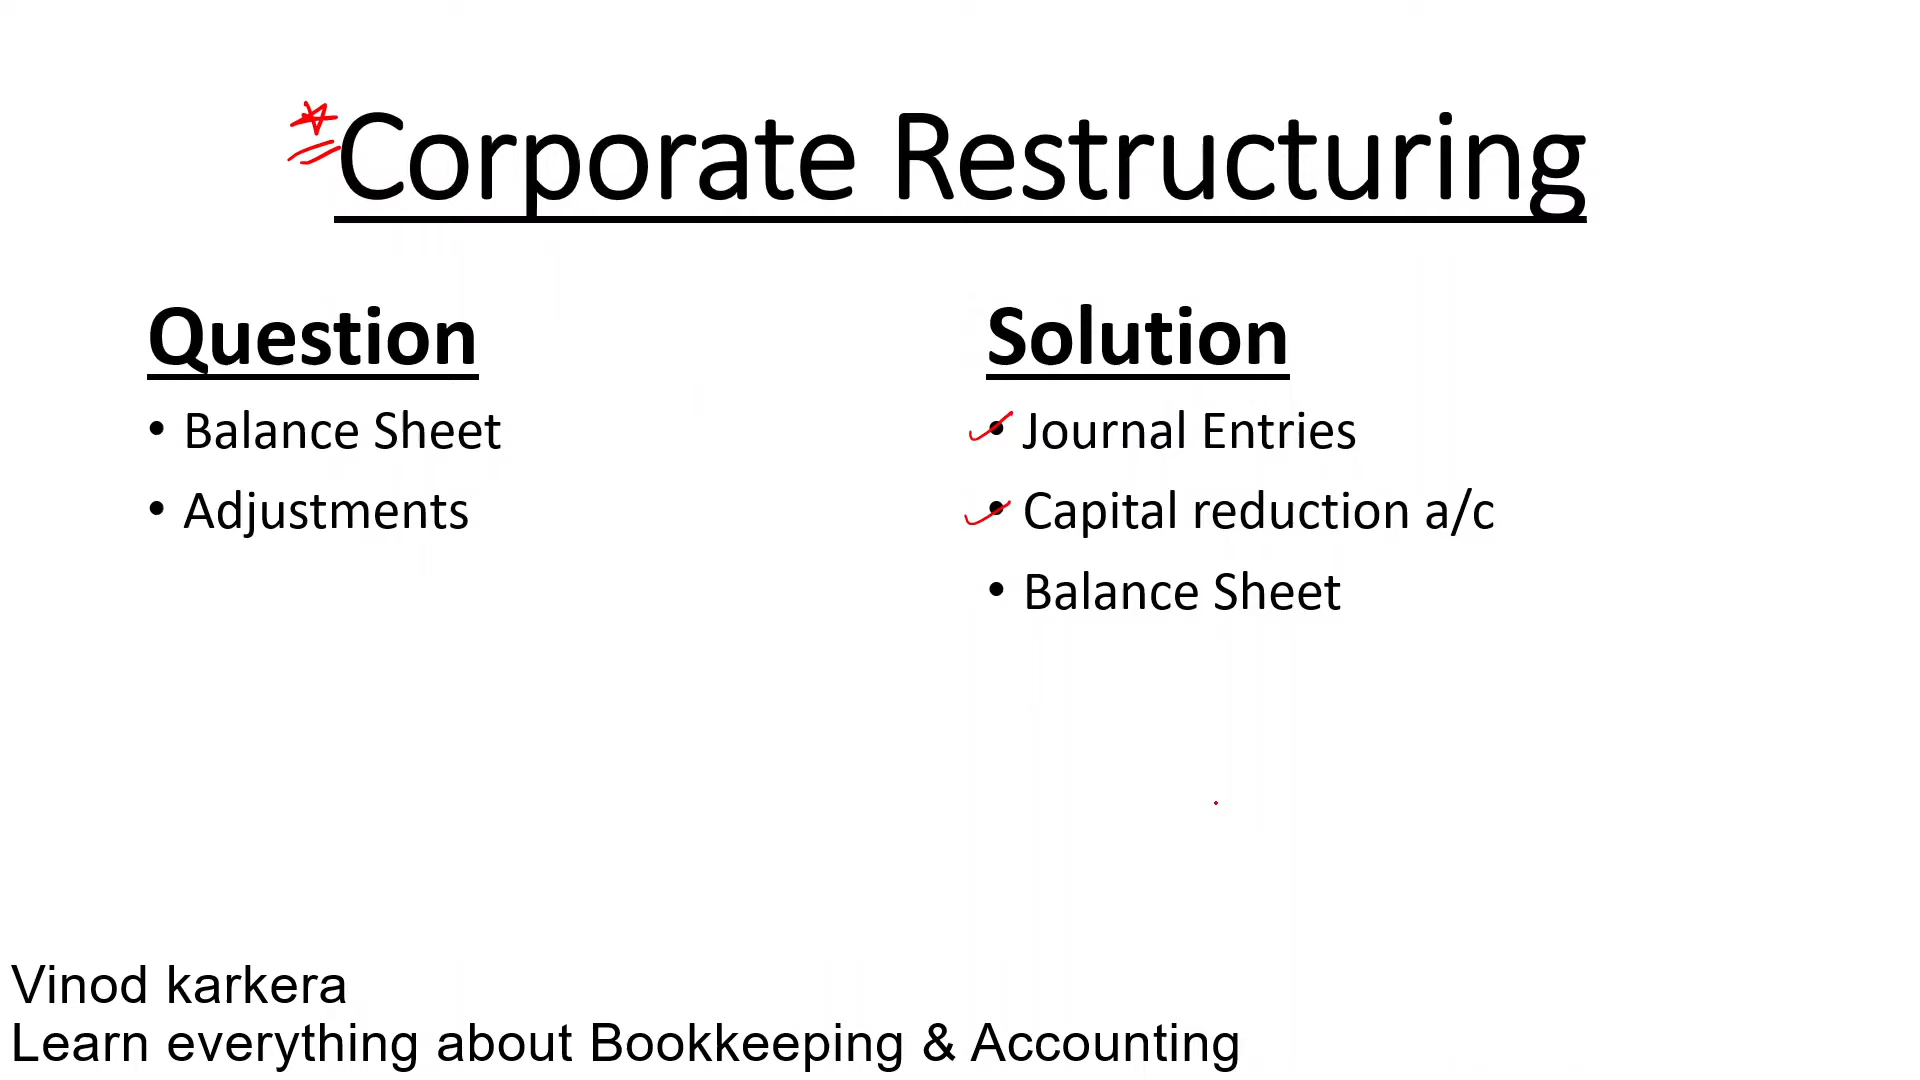 Corporate Restructuring
Question
• Balance Sheet
• Adjustments
Solution
• Journal Entries
• Capital reduction a/c
• Balance Sheet
Vinod karkera
Learn everything about Bookkeeping & Accounting